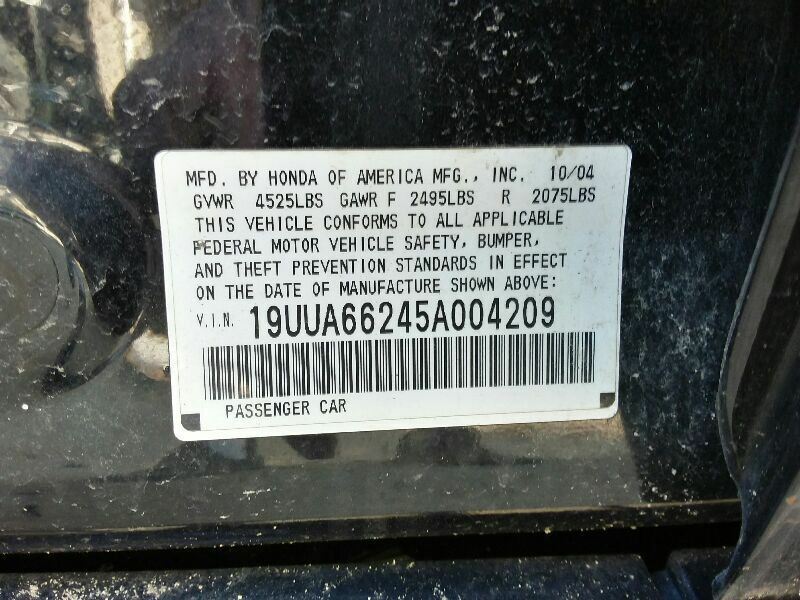 MFD. BY HONDA OF AMERICA MFG., INC. 10/04
GVWR 4525LBS GAWR F 2495LBS R 2075LBS
THIS VEHICLE CONFORMS TO ALL APPLICABLE
FEDERAL MOTOR VEHICLE SAFETY, BUMPER,
AND THEFT PREVENTION STANDARDS IN EFFECT
ON THE DATE OF MANUFACTURE SHOWN ABOVE:
V.I.N. 19UUA66245A004209
PASSENGER CAR